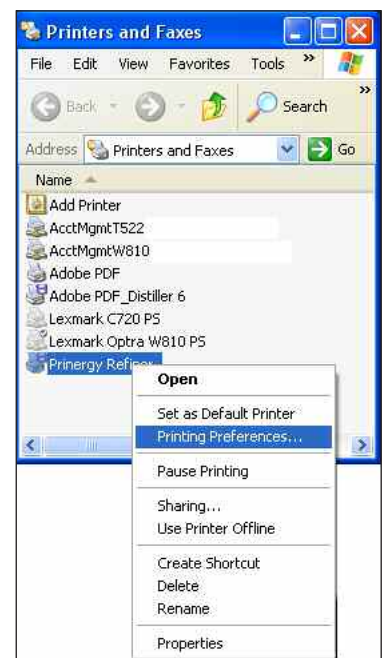 Printers and Faxes
File Edit View Favorites Tools »
Back Search »
Address Printers and Faxes Go
Name
Add Printer
AcctMgmtT522
AcctMgmtW810
Adobe PDF
Adobe PDF_Distiller 6
Lexmark C720 PS
Lexmark Optra W810 PS
Prinergy Refiner
Open
Set as Default Printer
Printing Preferences...
Pause Printing
Sharing...
Use Printer Offline
Create Shortcut
Delete
Rename
Properties